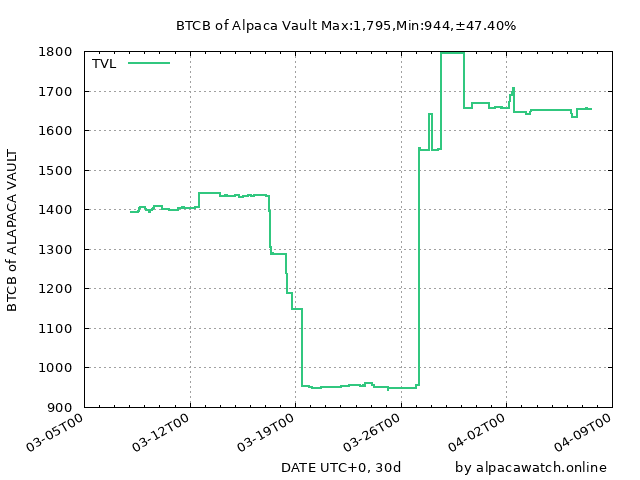 BTCB of Alpaca Vault Max:1,795,Min:944,±47.40%
TVL
1800
1700
1600
1500
1400
1300
1200
1100
1000
900
BTCB of ALAPACA VAULT
03-05T00
03-12T00
03-19T00
03-26T00
04-02T00
04-09T00
DATE UTC+0, 30d
by alpacawatch.online